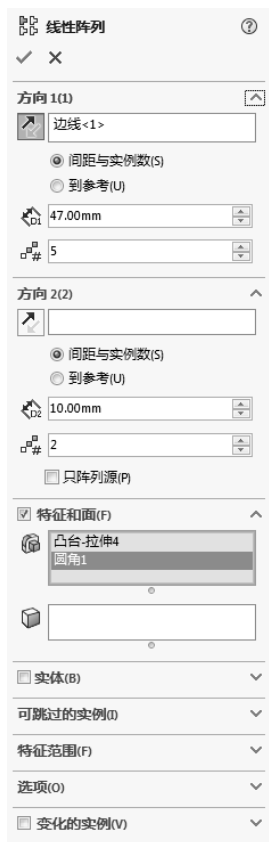 线性阵列
方向 1(1)
边线<1>
间距与实例数(S)
到参考(U)
D1 47.00mm
# 5
方向 2(2)
间距与实例数(S)
到参考(U)
D2 10.00mm
# 2
只阵列源(P)
特征和面(F)
凸台-拉伸4
圆角1
实体(B)
可跳过的实例(I)
特征范围(F)
选项(O)
变化的实例(V)